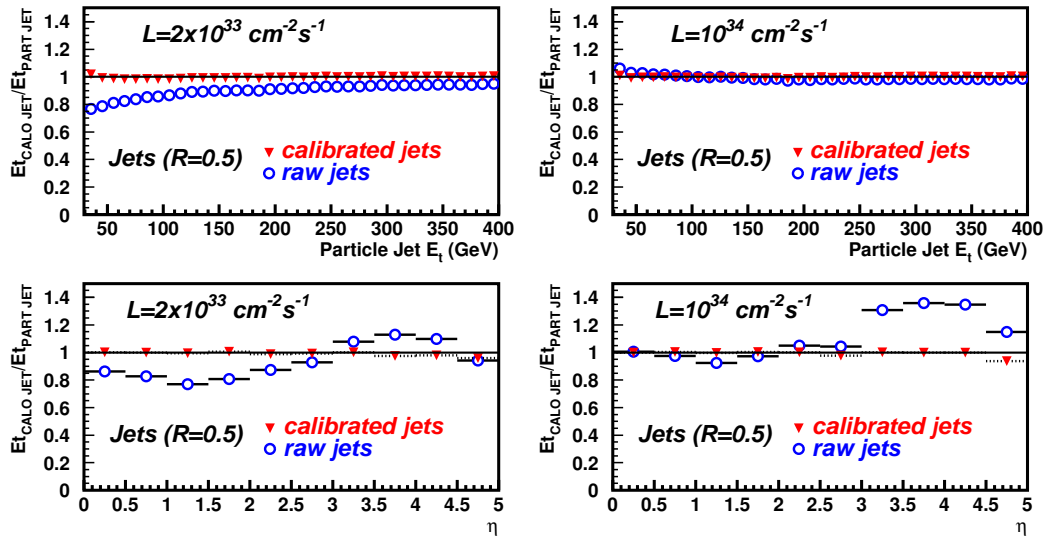 Et_CALO JET/Et_PART JET
1.4
1.2
1
0.8
0.6
0.4
0.2
0
L=2x10^33 cm^-2s^-1
Jets (R=0.5)
calibrated jets
raw jets
50 100 150 200 250 300 350 400
Particle Jet E_t (GeV)
Et_CALO JET/Et_PART JET
1.4
1.2
1
0.8
0.6
0.4
0.2
0
L=10^34 cm^-2s^-1
Jets (R=0.5)
calibrated jets
raw jets
50 100 150 200 250 300 350 400
Particle Jet E_t (GeV)
Et_CALO JET/Et_PART JET
1.4
1.2
1
0.8
0.6
0.4
0.2
0
L=2x10^33 cm^-2s^-1
Jets (R=0.5)
calibrated jets
raw jets
0 0.5 1 1.5 2 2.5 3 3.5 4 4.5 5
η
Et_CALO JET/Et_PART JET
1.4
1.2
1
0.8
0.6
0.4
0.2
0
L=10^34 cm^-2s^-1
Jets (R=0.5)
calibrated jets
raw jets
0 0.5 1 1.5 2 2.5 3 3.5 4 4.5 5
η